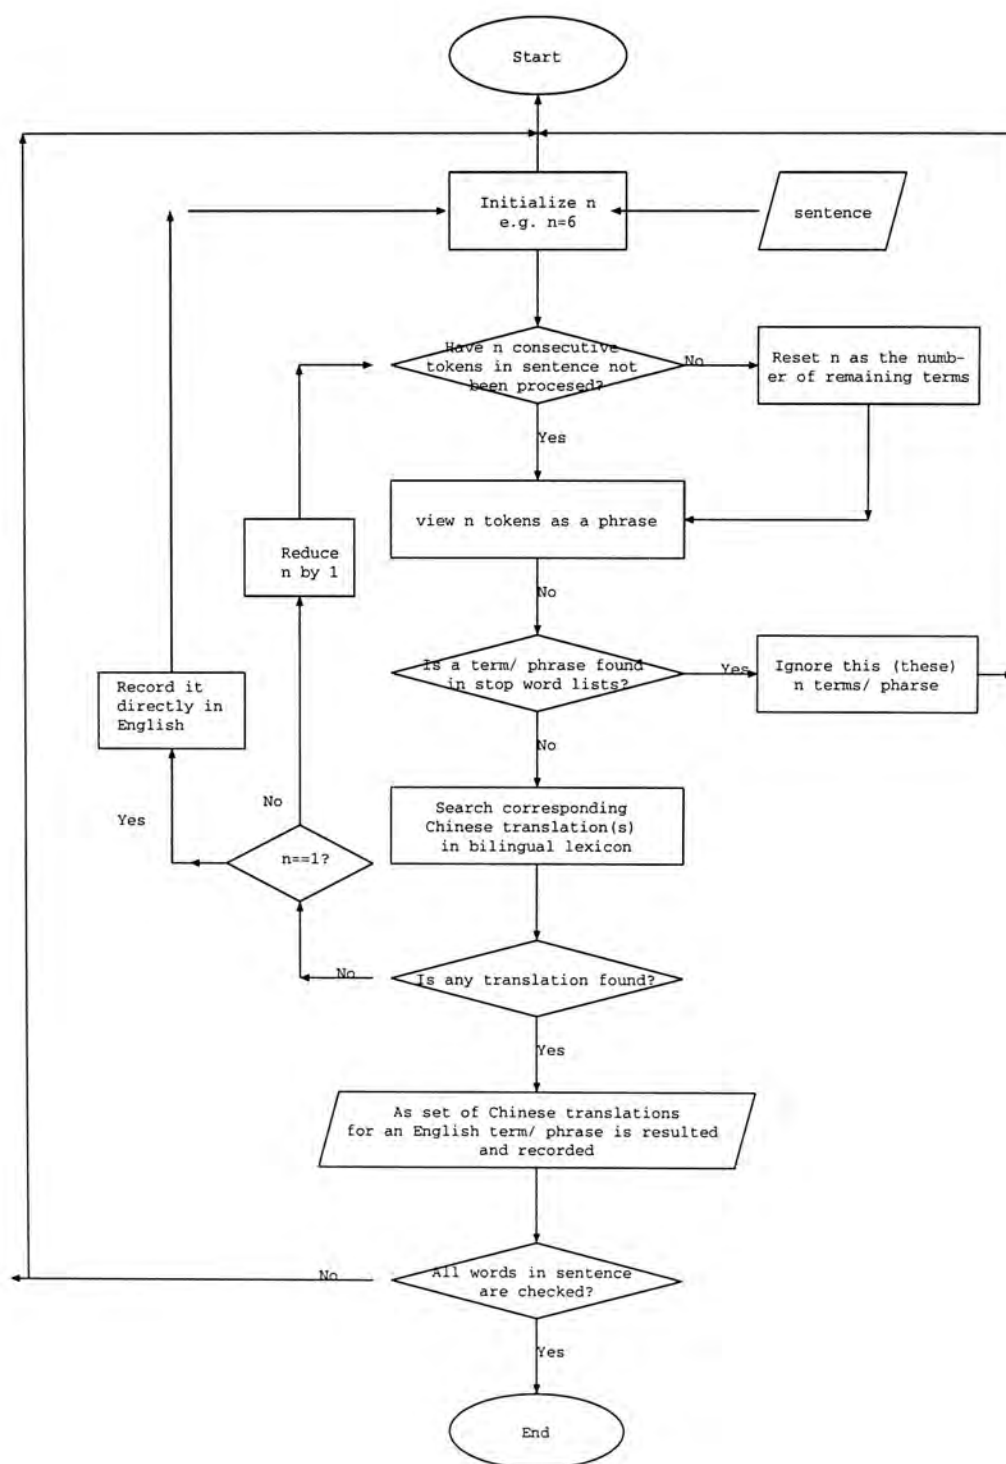 Start
Initialize n
e.g. n=6
sentence
Have n consecutive
tokens in sentence not
been procesed?
No
Reset n as the numb-
er of remaining terms
Yes
view n tokens as a phrase
Reduce
n by 1
No
Is a term/ phrase found
in stop word lists?
Yes
Ignore this (these)
n terms/ pharse
Record it
directly in
English
No
Search corresponding
Chinese translation(s)
in bilingual lexicon
No
Yes
n==1?
Is any translation found?
No
Yes
As set of Chinese translations
for an English term/ phrase is resulted
and recorded
All words in sentence
are checked?
No
Yes
End